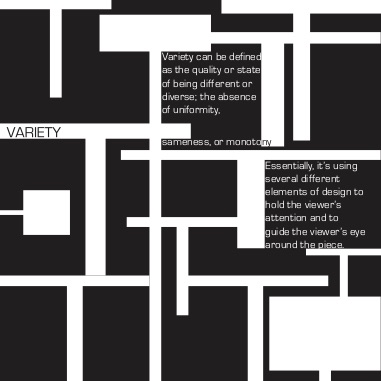 Variety can be defined
as the quality or state
of being different or
diverse; the absence
of uniformity,
VARIETY
sameness, or monotony
Essentially, it's using
several different
elements of design to
hold the viewer's
attention and to
guide the viewer's eye
around the piece.